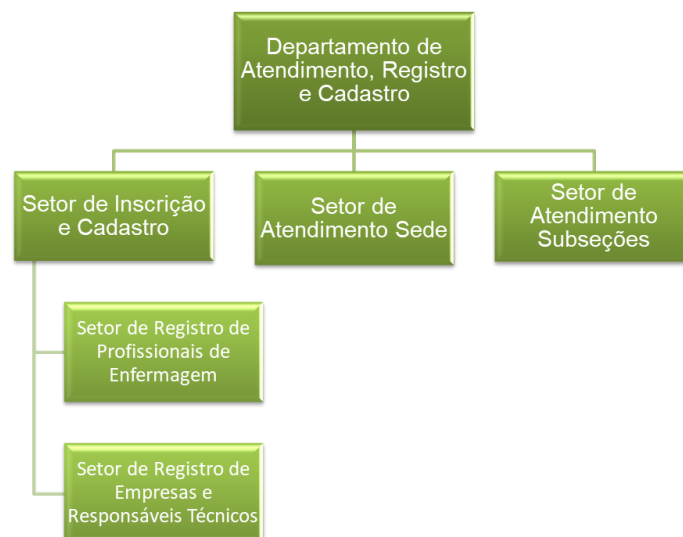 Departamento de
Atendimento, Registro
e Cadastro
Setor de Inscrição
e Cadastro
Setor de
Atendimento Sede
Setor de
Atendimento
Subseções
Setor de Registro de
Profissionais de
Enfermagem
Setor de Registro de
Empresas e
Responsáveis Técnicos